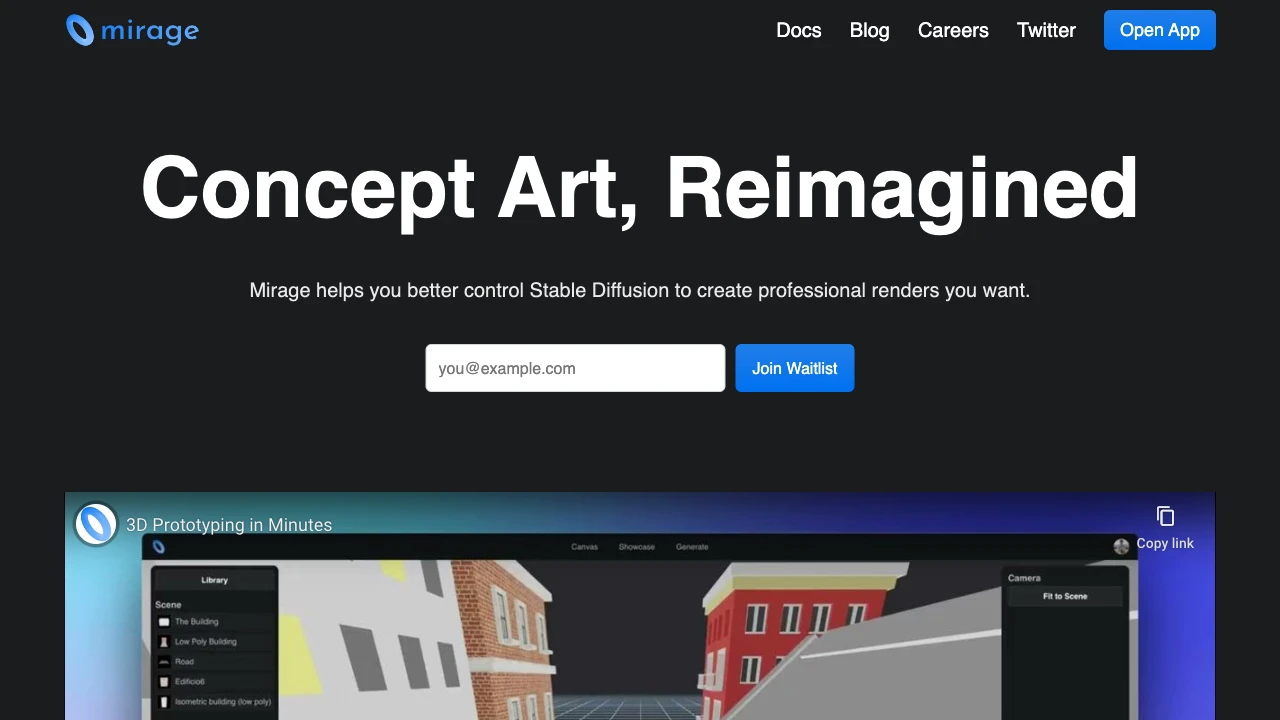 mirage
Docs
Blog
Careers
Twitter
Open App
Concept Art, Reimagined
Mirage helps you better control Stable Diffusion to create professional renders you want.
you@example.com
Join Waitlist
3D Prototyping in Minutes
Copy link
Canvas
Showcase
Generate
Library
Scene
The Building
Low Poly Building
Road
Edificio6
Isometric building (low poly)
Camera
Fit to Scene